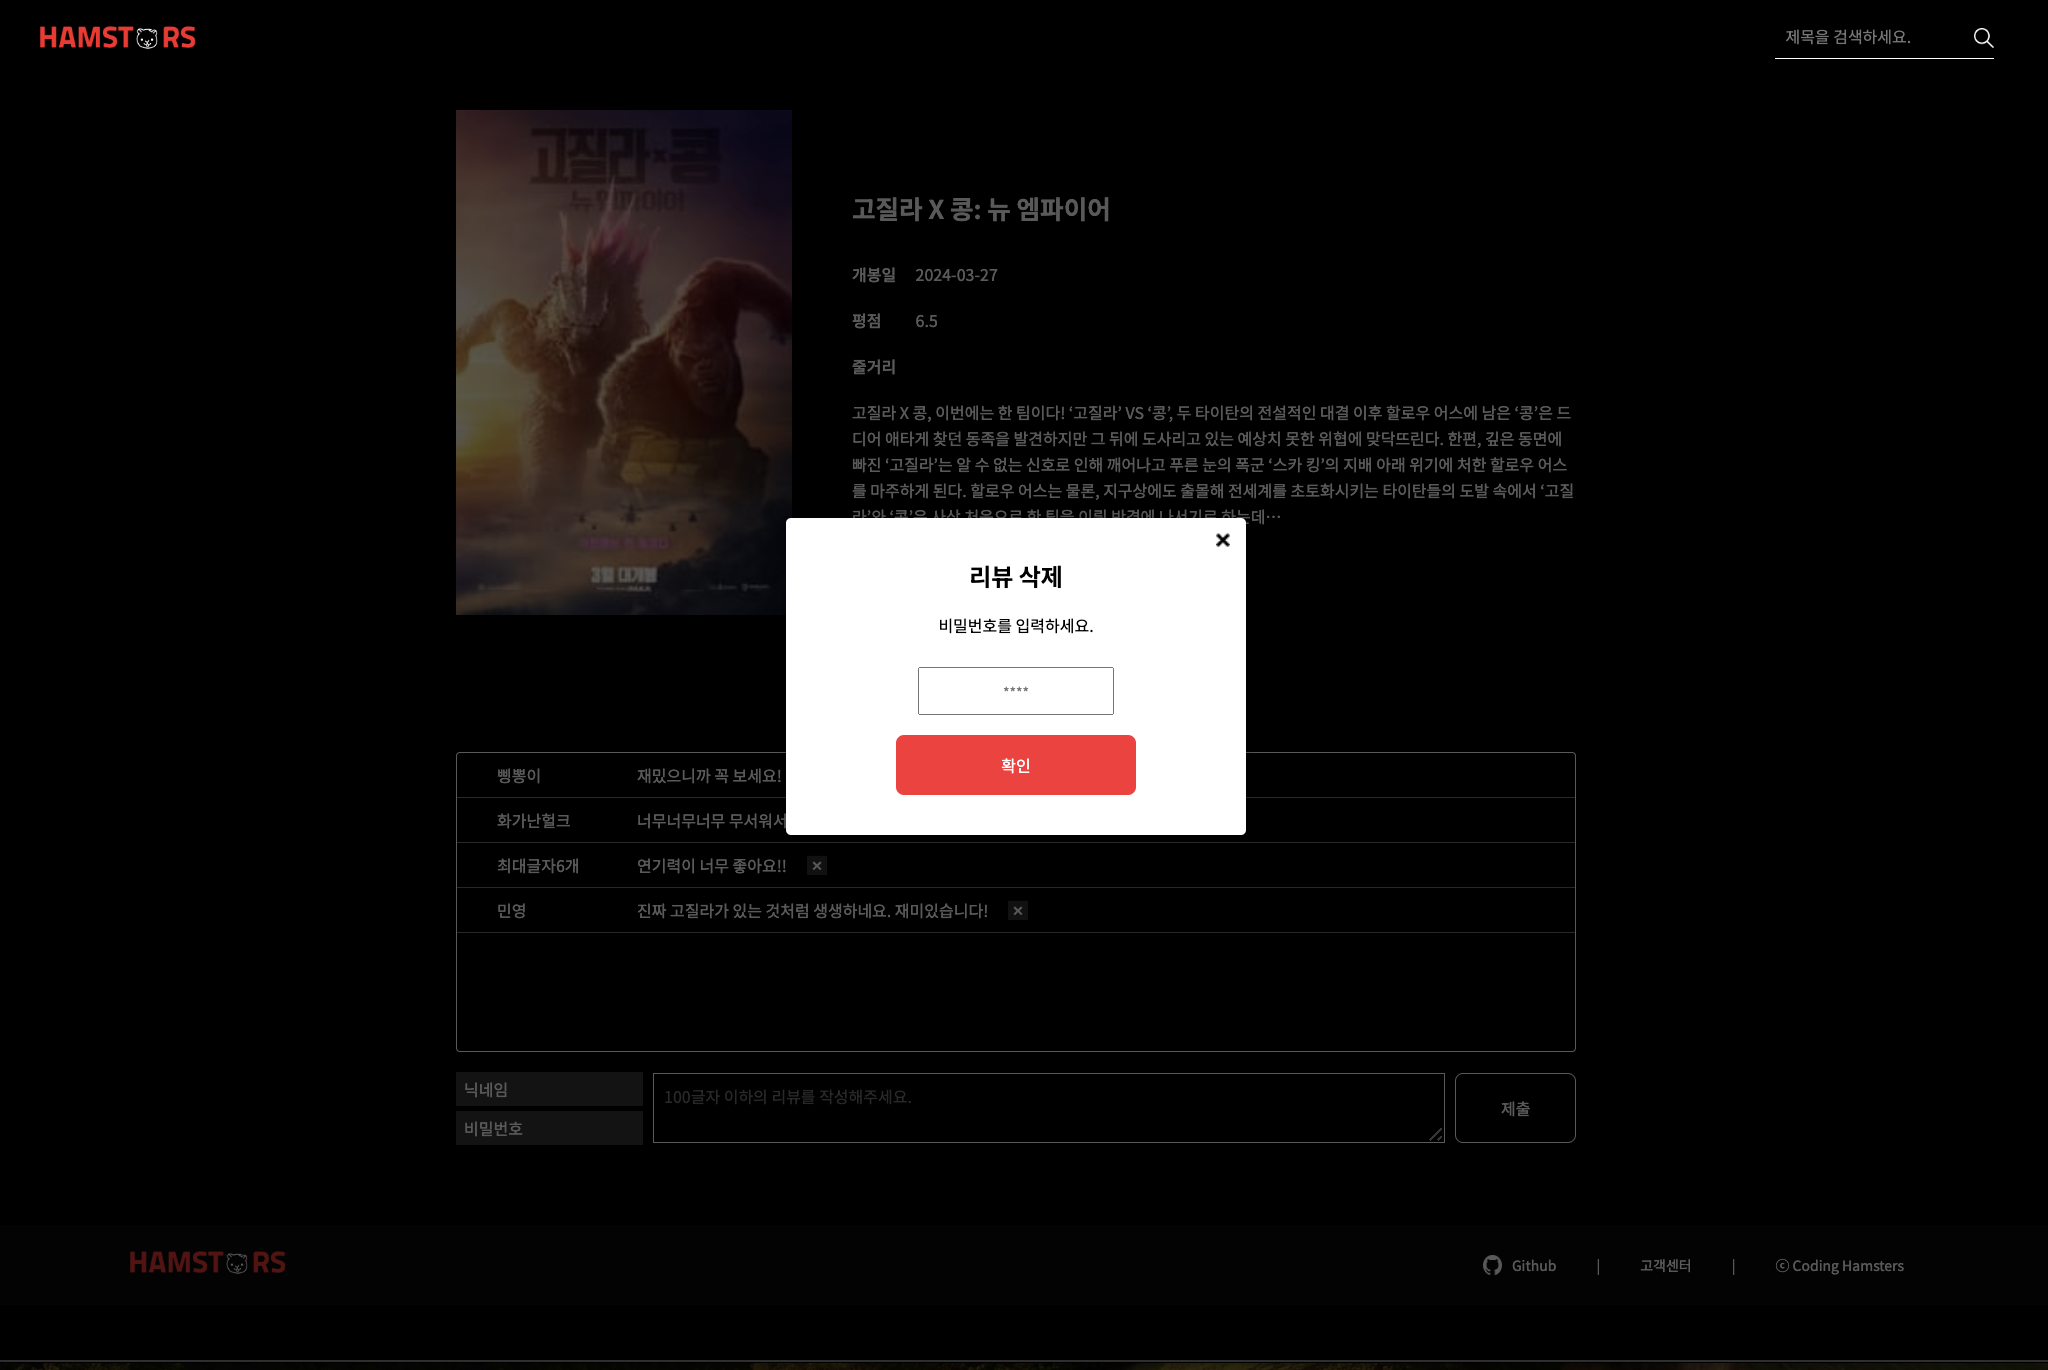 HAMSTRS
제목을 검색하세요.
고질라×콩
뉴 엠파이어
3월 대개봉
고질라 X 콩: 뉴 엠파이어
개봉일 2024-03-27
평점 6.5
줄거리
고질라 X 콩, 이번에는 한 팀이다! ‘고질라’ VS ‘콩’, 두 타이탄의 전설적인 대결 이후 할로우 어스에 남은 ‘콩’은 드
디어 애타게 찾던 동족을 발견하지만 그 뒤에 도사리고 있는 예상치 못한 위협에 맞닥뜨린다. 한편, 깊은 동면에
빠진 ‘고질라’는 알 수 없는 신호로 인해 깨어나고 푸른 눈의 폭군 ‘스카 킹’의 지배 아래 위기에 처한 할로우 어스
를 마주하게 된다. 할로우 어스는 물론, 지구상에도 출몰해 전세계를 초토화시키는 타이탄들의 도발 속에서 ‘고질
라’와 ‘콩’은 사상 처음으로 한 팀을 이뤄 반격에 나서기로 하는데…
리뷰 삭제
비밀번호를 입력하세요.
****
확인
삥뽕이 재밌으니까 꼭 보세요!
화가난헐크 너무너무너무 무서워서
최대글자6개 연기력이 너무 좋아요!!
민영 진짜 고질라가 있는 것처럼 생생하네요. 재미있습니다!
닉네임
비밀번호
100글자 이하의 리뷰를 작성해주세요.
제출
HAMSTRS
Github | 고객센터 | ⓒ Coding Hamsters